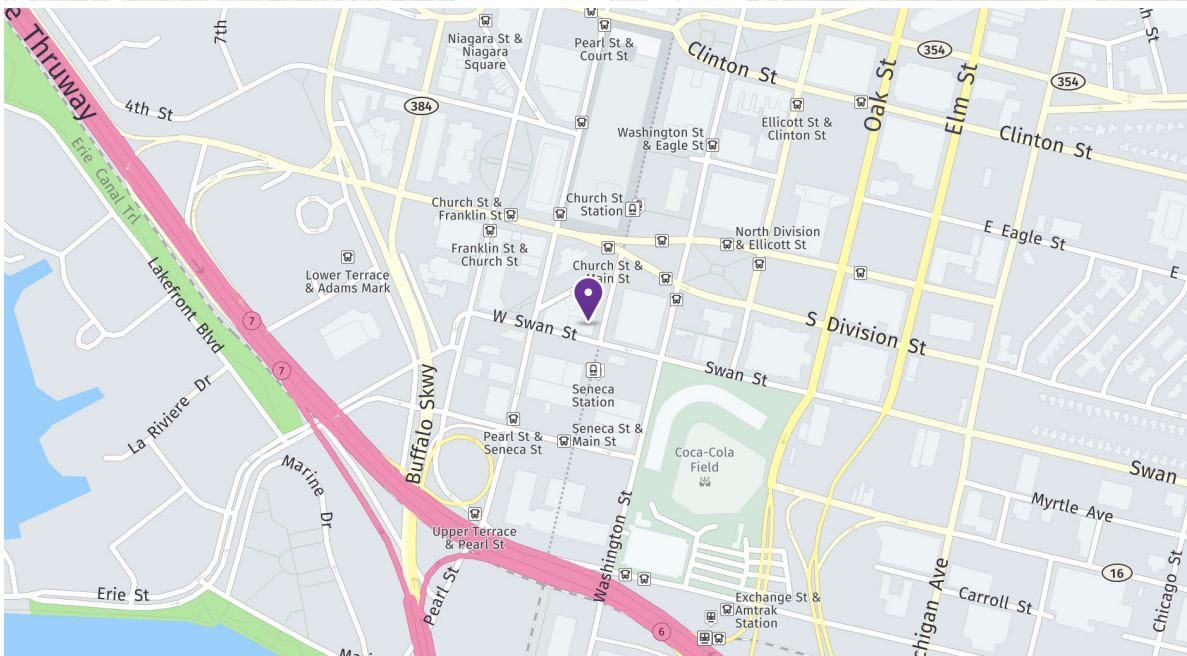 e Thruway
7th
Niagara St &
Niagara
Square
Pearl St &
Court St
Clinton St
354
354
Oak St
Elm St
4th St
384
Washington St
& Eagle St
Ellicott St &
Clinton St
Clinton St
Erie Canal Trl
Church St &
Franklin St
Church St
Station
Franklin St &
Church St
North Division
& Ellicott St
E Eagle St
E
Lower Terrace
& Adams Mark
Church St &
Main St
Lakefront Blvd
7
7
W Swan St
S Division St
Swan St
Seneca
Station
La Riviere Dr
Buffalo Skwy
Pearl St &
Seneca St
Seneca St &
Main St
Coca-Cola
Field
Swan
Marine Dr
Myrtle Ave
Upper Terrace
& Pearl St
Washington St
16
Erie St
Pearl St
Exchange St &
Amtrak
Station
Carroll St
chigan Ave
Chicago St
6